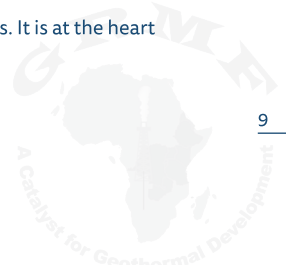 s. It is at the heart
GRMF
9
A Catalyst for Geothermal Development